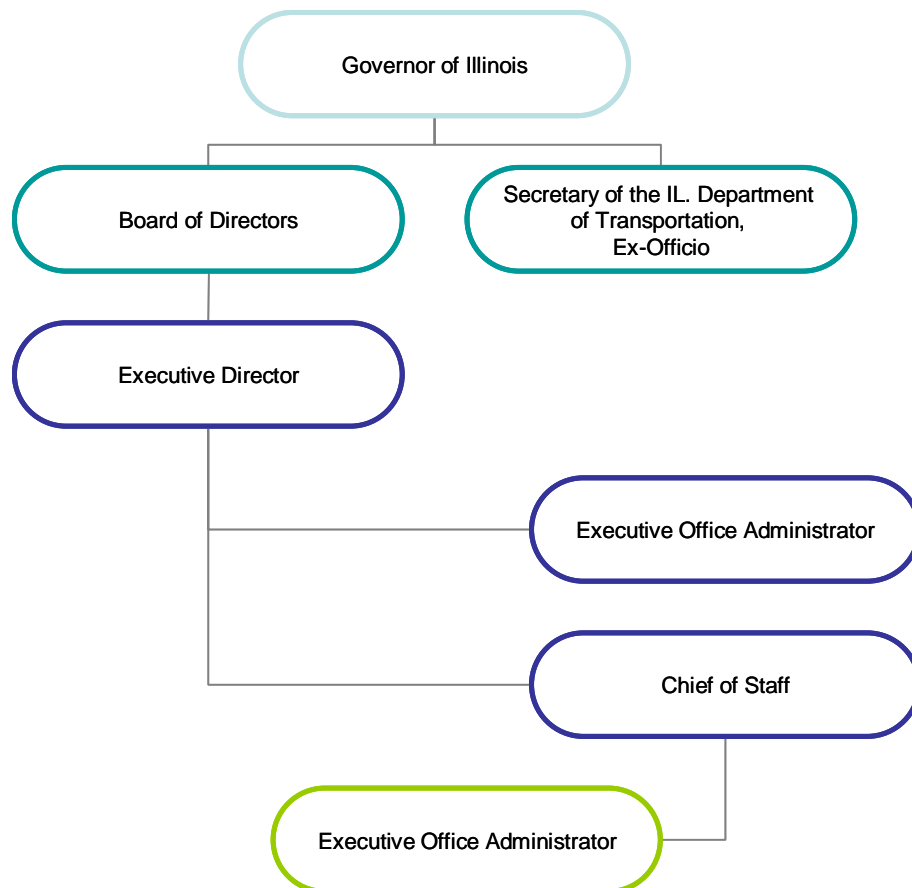 Governor of Illinois
Board of Directors
Secretary of the IL. Department
of Transportation,
Ex-Officio
Executive Director
Executive Office Administrator
Chief of Staff
Executive Office Administrator